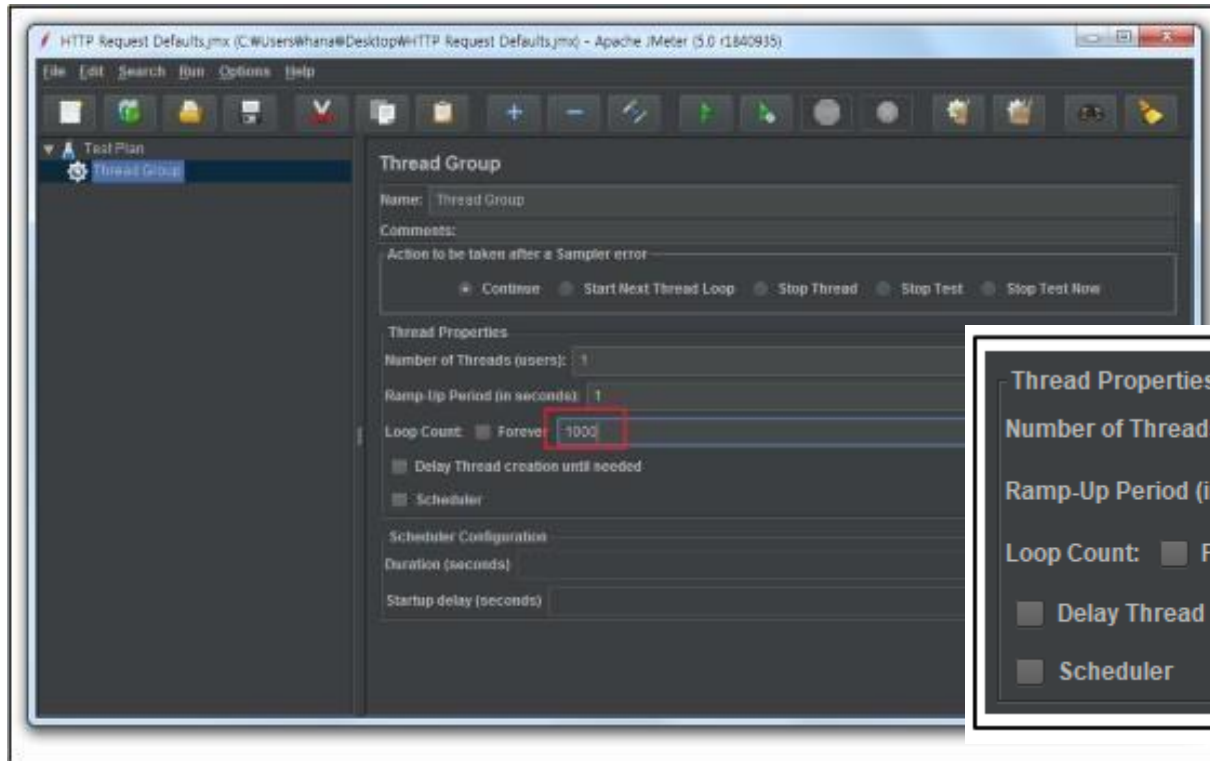 HTTP Request Defaults.jmx (C:₩Users₩hana₩Desktop₩HTTP Request Defaults.jmx) - Apache JMeter (5.0 r1840935)
File Edit Search Run Options Help
Test Plan
Thread Group
Thread Group
Name: Thread Group
Comments:
Action to be taken after a Sampler error
Continue Start Next Thread Loop Stop Thread Stop Test Stop Test Now
Thread Properties
Number of Threads (users): 1
Ramp-Up Period (in seconds): 1
Loop Count: Forever 1000
Delay Thread creation until needed
Scheduler
Scheduler Configuration
Duration (seconds)
Startup delay (seconds)
Thread Properties
Number of Thread
Ramp-Up Period (i
Loop Count: F
Delay Thread
Scheduler